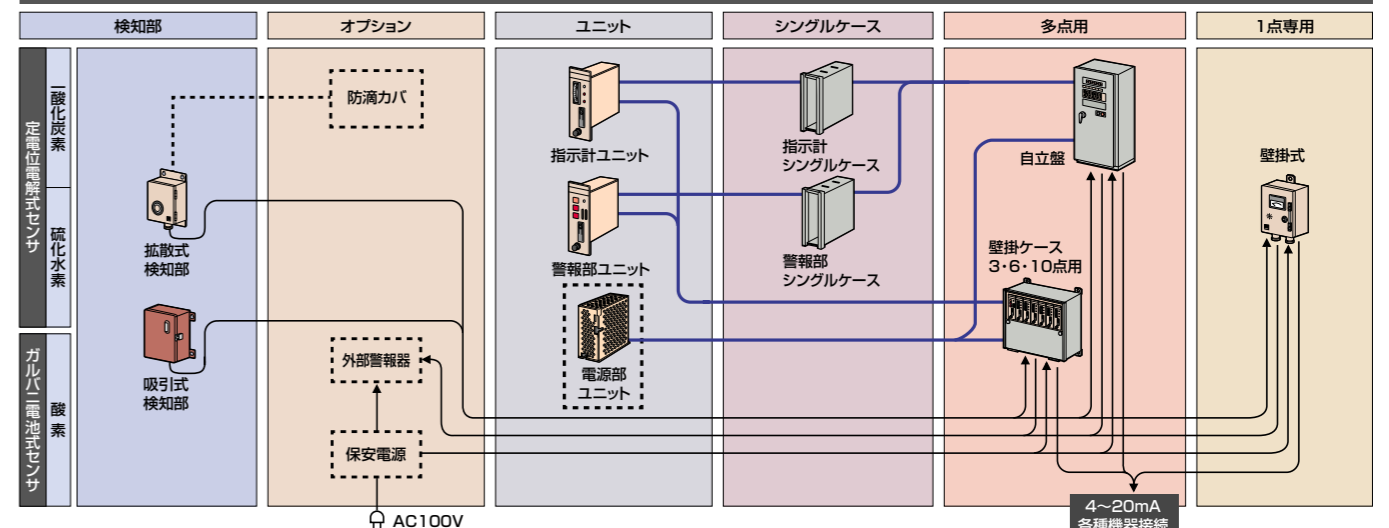 検知部
オプション
ユニット
シングルケース
多点用
1点専用
定電位電解式センサ
一酸化炭素
硫化水素
ガルバニ電池式センサ
酸素
拡散式
検知部
吸引式
検知部
防滴カバ
外部警報器
保安電源
AC100V
指示計ユニット
警報部ユニット
電源部
ユニット
指示計
シングルケース
警報部
シングルケース
自立盤
壁掛ケース
3・6・10点用
4〜20mA
各種機器接続
壁掛式